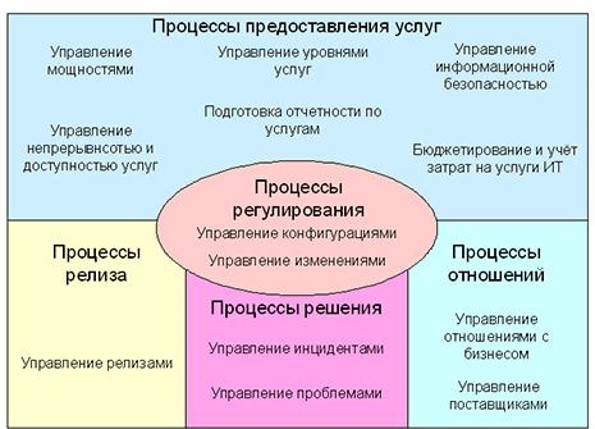 Процессы предоставления услуг
Управление
мощностями
Управление уровнями
услуг
Управление
информационной
безопасностью
Подготовка отчетности по
услугам
Управление
непрерывнсотью и
доступностью услуг
Бюджетирование и учёт
затрат на услуги ИТ
Процессы
регулирования
Управление конфигурациями
Управление изменениями
Процессы
релиза
Управление релизами
Процессы решения
Управление инцидентами
Управление проблемами
Процессы
отношений
Управление
отношениями с
бизнесом
Управление
поставщиками